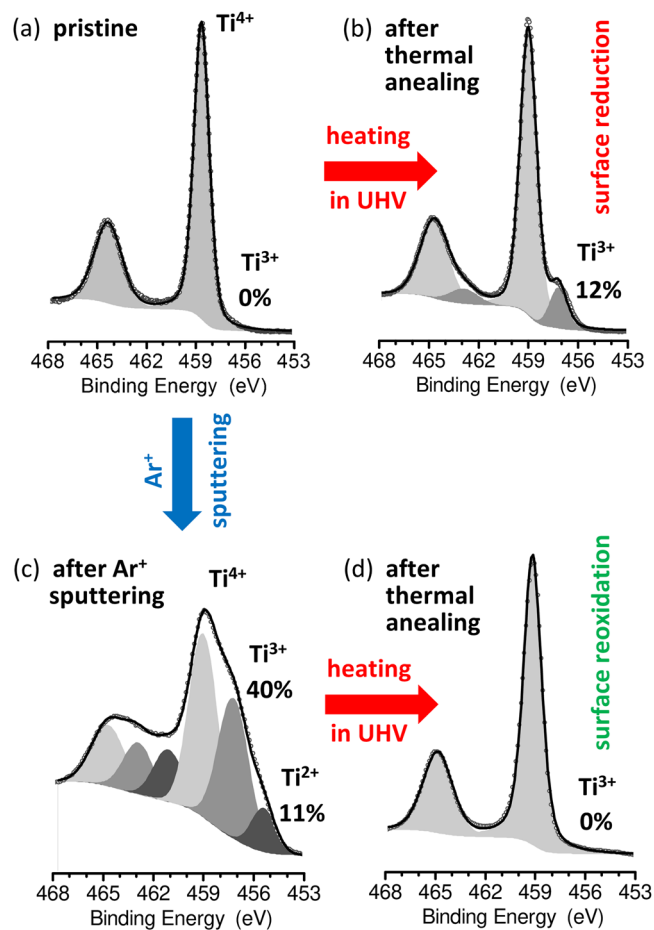 (a) pristine
Ti4+
Ti3+
0%
468 465 462 459 456 453
Binding Energy (eV)
heating
in UHV
(b) after
thermal
anealing
surface reduction
Ti3+
12%
468 465 462 459 456 453
Binding Energy (eV)
Ar+
sputtering
(c) after Ar+
sputtering
Ti4+
Ti3+
40%
Ti2+
11%
468 465 462 459 456 453
Binding Energy (eV)
heating
in UHV
(d) after
thermal
anealing
surface reoxidation
Ti3+
0%
468 465 462 459 456 453
Binding Energy (eV)